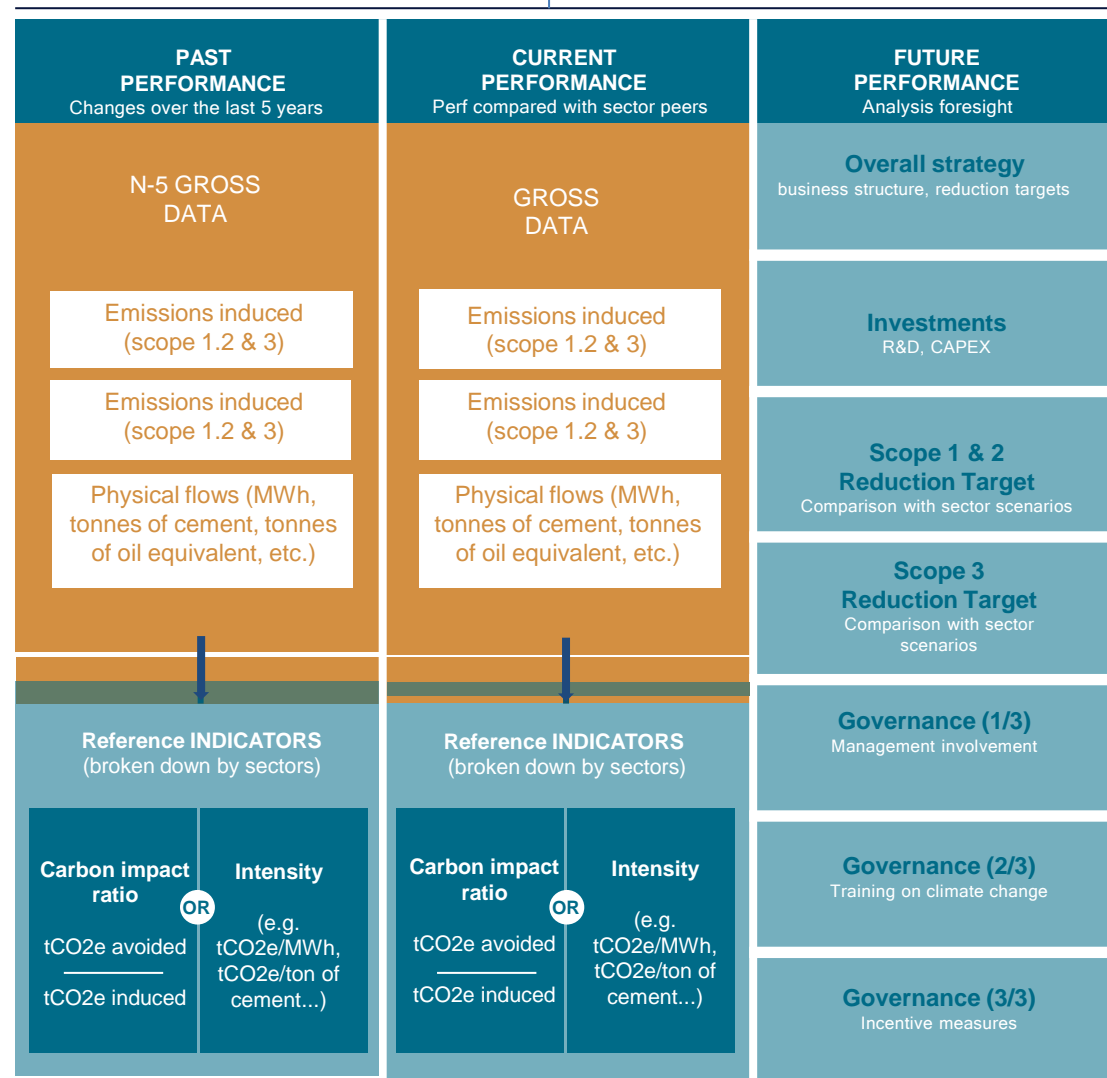 PAST
PERFORMANCE
Changes over the last 5 years
N-5 GROSS
DATA
Emissions induced
(scope 1.2 & 3)
Emissions induced
(scope 1.2 & 3)
Physical flows (MWh,
tonnes of cement, tonnes
of oil equivalent, etc.)
Reference INDICATORS
(broken down by sectors)
Carbon impact
ratio
tCO2e avoided
tCO2e induced
OR
Intensity
(e.g.
tCO2e/MWh,
tCO2e/ton of
cement...)
CURRENT
PERFORMANCE
Perf compared with sector peers
GROSS
DATA
Emissions induced
(scope 1.2 & 3)
Emissions induced
(scope 1.2 & 3)
Physical flows (MWh,
tonnes of cement, tonnes
of oil equivalent, etc.)
Reference INDICATORS
(broken down by sectors)
Carbon impact
ratio
tCO2e avoided
tCO2e induced
OR
Intensity
(e.g.
tCO2e/MWh,
tCO2e/ton of
cement...)
FUTURE
PERFORMANCE
Analysis foresight
Overall strategy
business structure, reduction targets
Investments
R&D, CAPEX
Scope 1 & 2
Reduction Target
Comparison with sector scenarios
Scope 3
Reduction Target
Comparison with sector
scenarios
Governance (1/3)
Management involvement
Governance (2/3)
Training on climate change
Governance (3/3)
Incentive measures